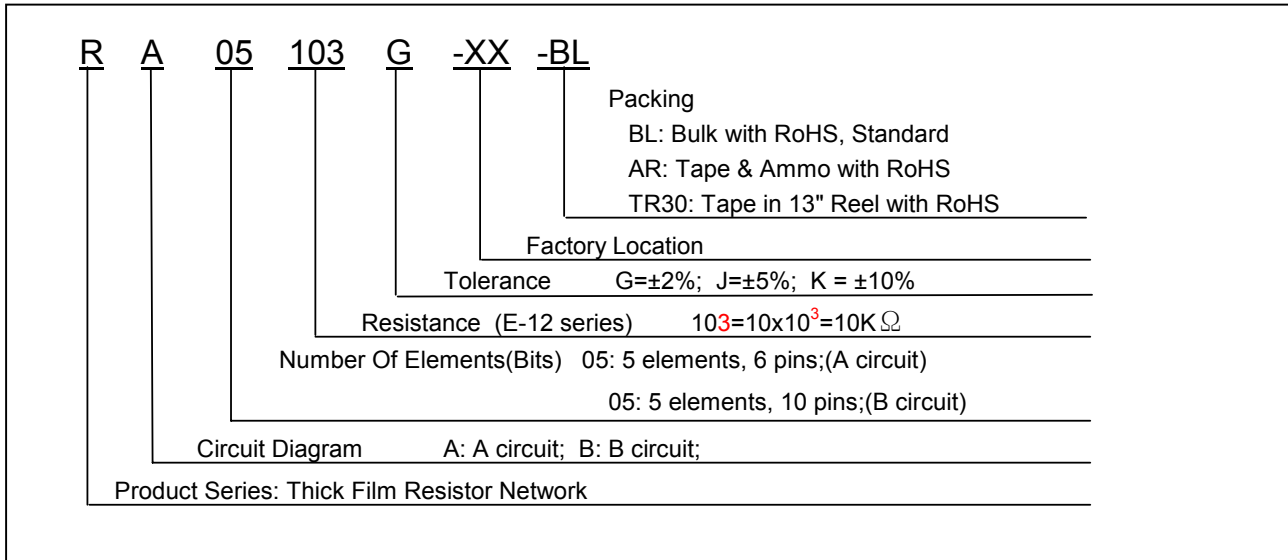 R A 05 103 G -XX -BL
Packing
BL: Bulk with RoHS, Standard
AR: Tape & Ammo with RoHS
TR30: Tape in 13" Reel with RoHS
Factory Location
Tolerance G=±2%; J=±5%; K = ±10%
Resistance (E-12 series) 103=10x10³=10KΩ
Number Of Elements(Bits) 05: 5 elements, 6 pins;(A circuit)
05: 5 elements, 10 pins;(B circuit)
Circuit Diagram A: A circuit; B: B circuit;
Product Series: Thick Film Resistor Network